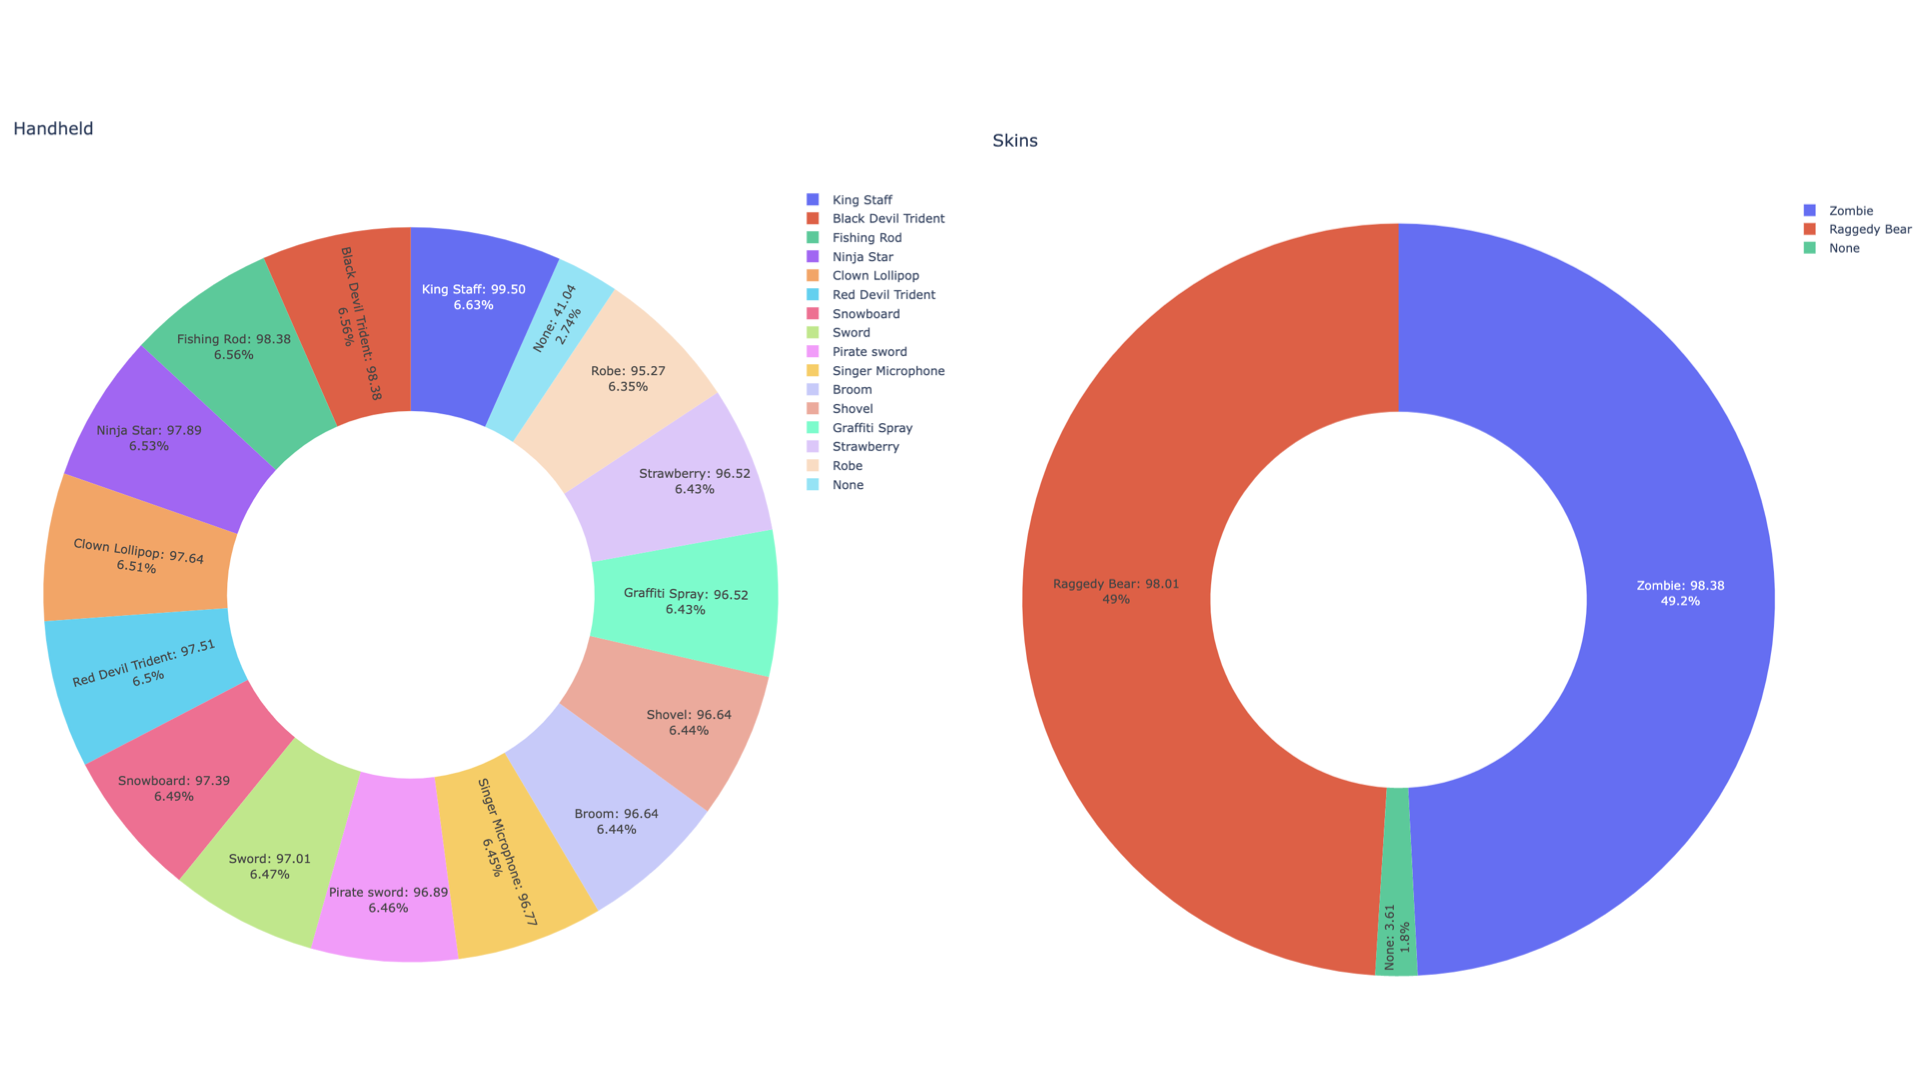 Handheld
King Staff: 99.50
6.63%
None: 41.04
2.74%
Robe: 95.27
6.35%
Strawberry: 96.52
6.43%
Graffiti Spray: 96.52
6.43%
Shovel: 96.64
6.44%
Broom: 96.64
6.44%
Singer Microphone: 96.77
6.45%
Pirate sword: 96.89
6.46%
Sword: 97.01
6.47%
Snowboard: 97.39
6.49%
Red Devil Trident: 97.51
6.5%
Clown Lollipop: 97.64
6.51%
Ninja Star: 97.89
6.53%
Fishing Rod: 98.38
6.56%
Black Devil Trident: 98.38
6.56%
King Staff
Black Devil Trident
Fishing Rod
Ninja Star
Clown Lollipop
Red Devil Trident
Snowboard
Sword
Pirate sword
Singer Microphone
Broom
Shovel
Graffiti Spray
Strawberry
Robe
None
Skins
Raggedy Bear: 98.01
49%
Zombie: 98.38
49.2%
None: 3.61
1.8%
Zombie
Raggedy Bear
None